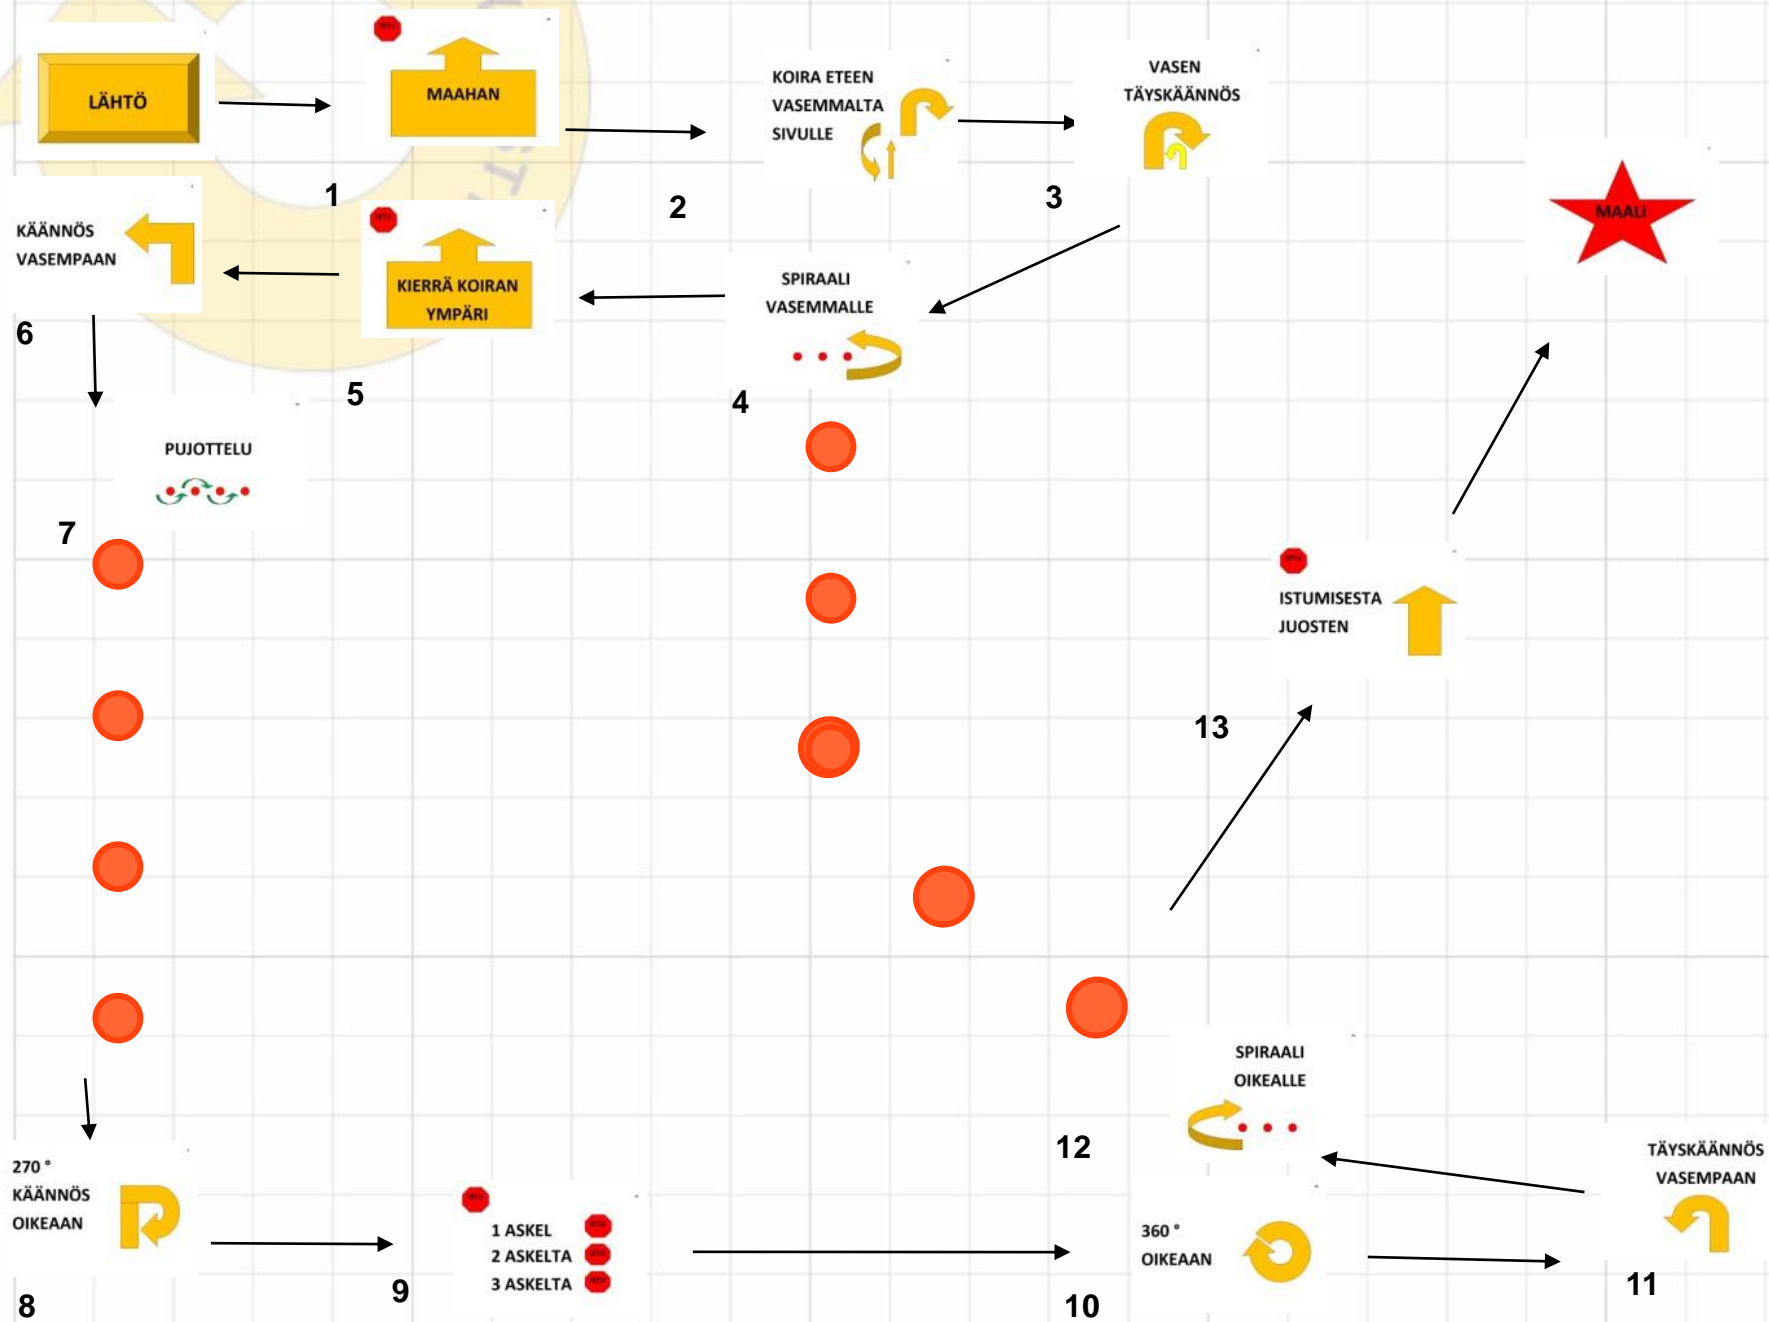 LÄHTÖ
MAAHAN
1
KOIRA ETEEN
VASEMMALTA
SIVULLE
2
VASEN
TÄYSKÄÄNNÖS
3
MAALI
SPIRAALI
VASEMMALLE
4
KIERRÄ KOIRAN
YMPÄRI
5
KÄÄNNÖS
VASEMPAAN
6
PUJOTTELU
7
270 °
KÄÄNNÖS
OIKEAAN
8
1 ASKEL
2 ASKELTA
3 ASKELTA
9
360 °
OIKEAAN
10
TÄYSKÄÄNNÖS
VASEMPAAN
11
SPIRAALI
OIKEALLE
12
ISTUMISESTA
JUOSTEN
13